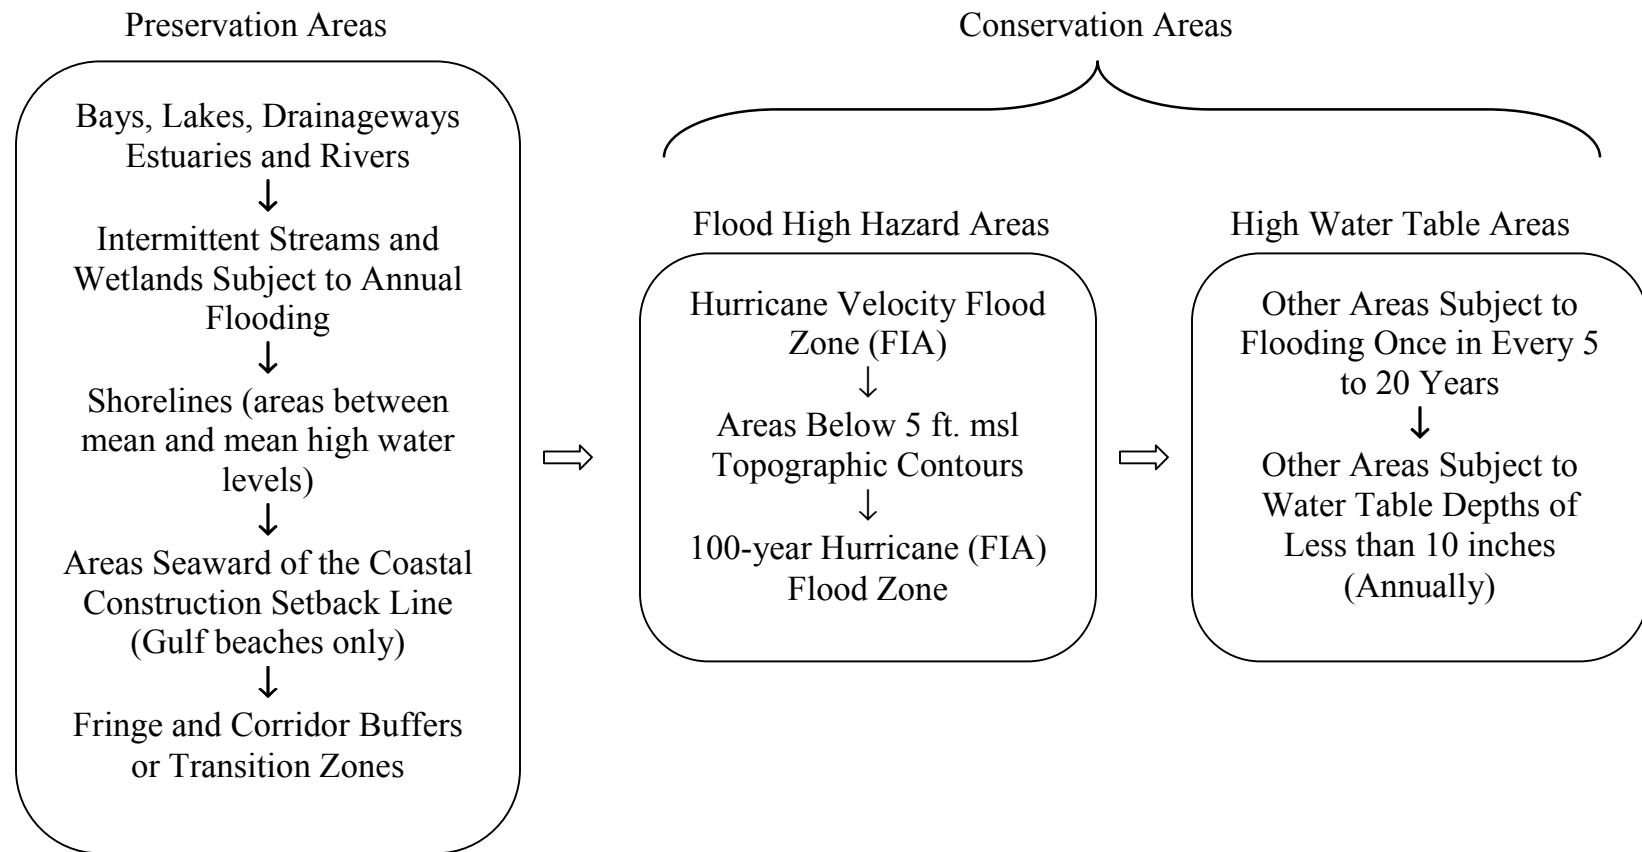 Preservation Areas
Bays, Lakes, Drainageways
Estuaries and Rivers
Intermittent Streams and
Wetlands Subject to Annual
Flooding
Shorelines (areas between
mean and mean high water
levels)
Areas Seaward of the Coastal
Construction Setback Line
(Gulf beaches only)
Fringe and Corridor Buffers
or Transition Zones
Conservation Areas
Flood High Hazard Areas
Hurricane Velocity Flood
Zone (FIA)
Areas Below 5 ft. msl
Topographic Contours
100-year Hurricane (FIA)
Flood Zone
High Water Table Areas
Other Areas Subject to
Flooding Once in Every 5
to 20 Years
Other Areas Subject to
Water Table Depths of
Less than 10 inches
(Annually)